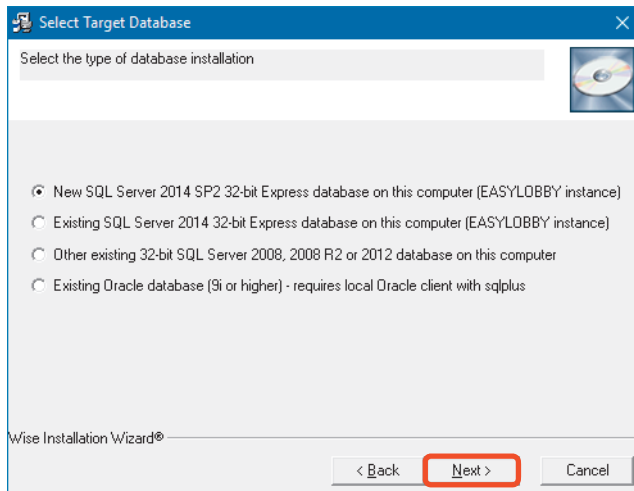 Select Target Database
Select the type of database installation
New SQL Server 2014 SP2 32-bit Express database on this computer (EASYLOBBY instance)
Existing SQL Server 2014 32-bit Express database on this computer (EASYLOBBY instance)
Other existing 32-bit SQL Server 2008, 2008 R2 or 2012 database on this computer
Existing Oracle database (9i or higher) - requires local Oracle client with sqlplus
Wise Installation Wizard®
< Back Next > Cancel